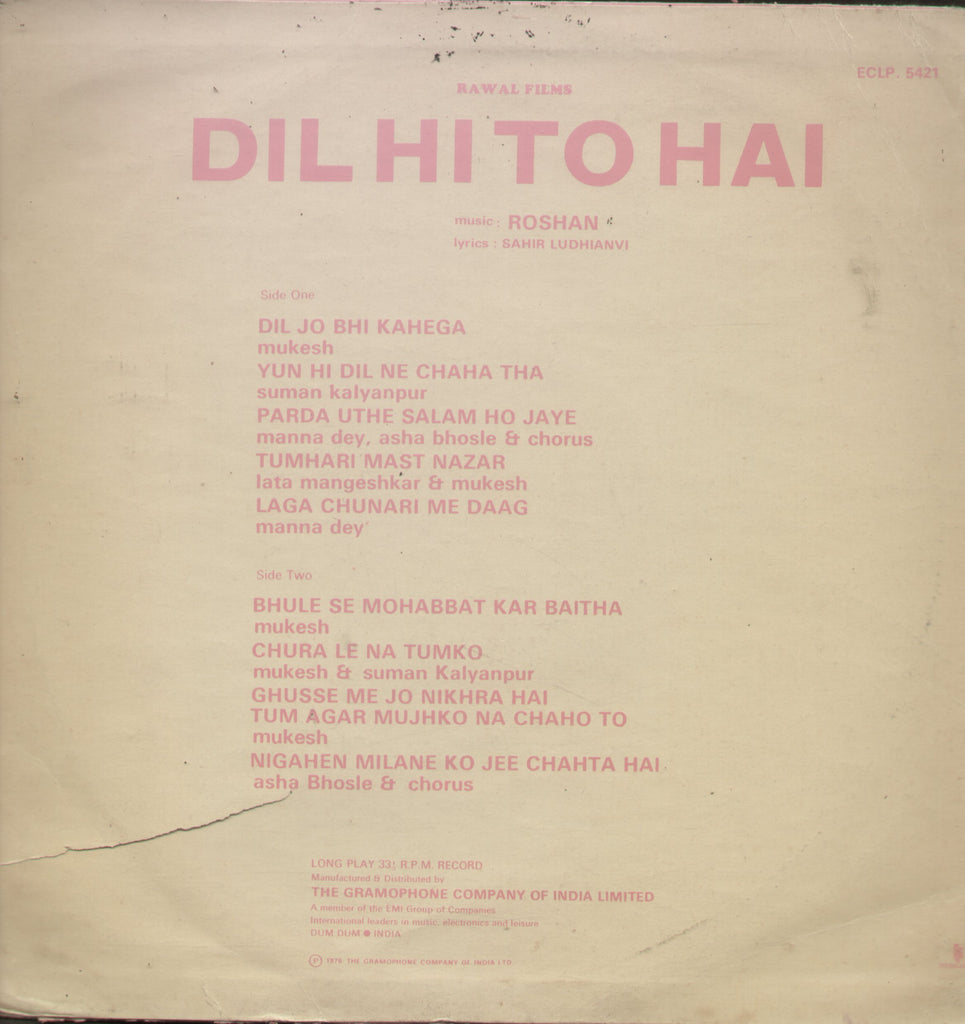 ECLP. 5421
RAWAL FILMS
DIL HI TO HAI
music : ROSHAN
lyrics : SAHIR LUDHIANVI
Side One
DIL JO BHI KAHEGA
mukesh
YUN HI DIL NE CHAHA THA
suman kalyanpur
PARDA UTHE SALAM HO JAYE
manna dey, asha bhosle & chorus
TUMHARI MAST NAZAR
lata mangeshkar & mukesh
LAGA CHUNARI ME DAAG
manna dey
Side Two
BHULE SE MOHABBAT KAR BAITHA
mukesh
CHURA LE NA TUMKO
mukesh & suman Kalyanpur
GHUSSE ME JO NIKHRA HAI
TUM AGAR MUJHKO NA CHAHO TO
mukesh
NIGAHEN MILANE KO JEE CHAHTA HAI
asha Bhosle & chorus
LONG PLAY 33⅓ R.P.M. RECORD
Manufactured & Distributed by
THE GRAMOPHONE COMPANY OF INDIA LIMITED
A member of the EMI Group of Companies
International leaders in music, electronics and leisure
DUM DUM ● INDIA
Ⓟ 1976 THE GRAMOPHONE COMPANY OF INDIA LTD.